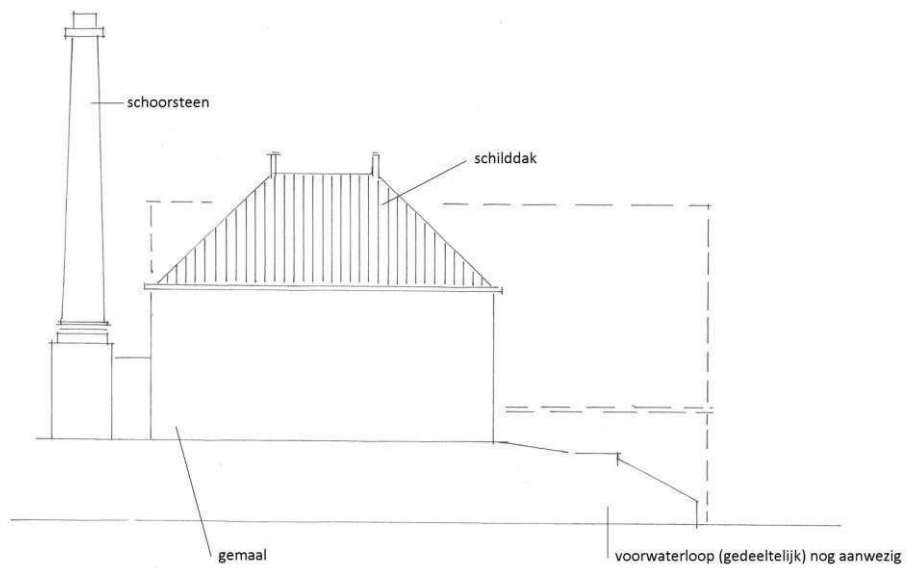 schoorsteen
schilddak
gemaal
voorwaterloop (gedeeltelijk) nog aanwezig